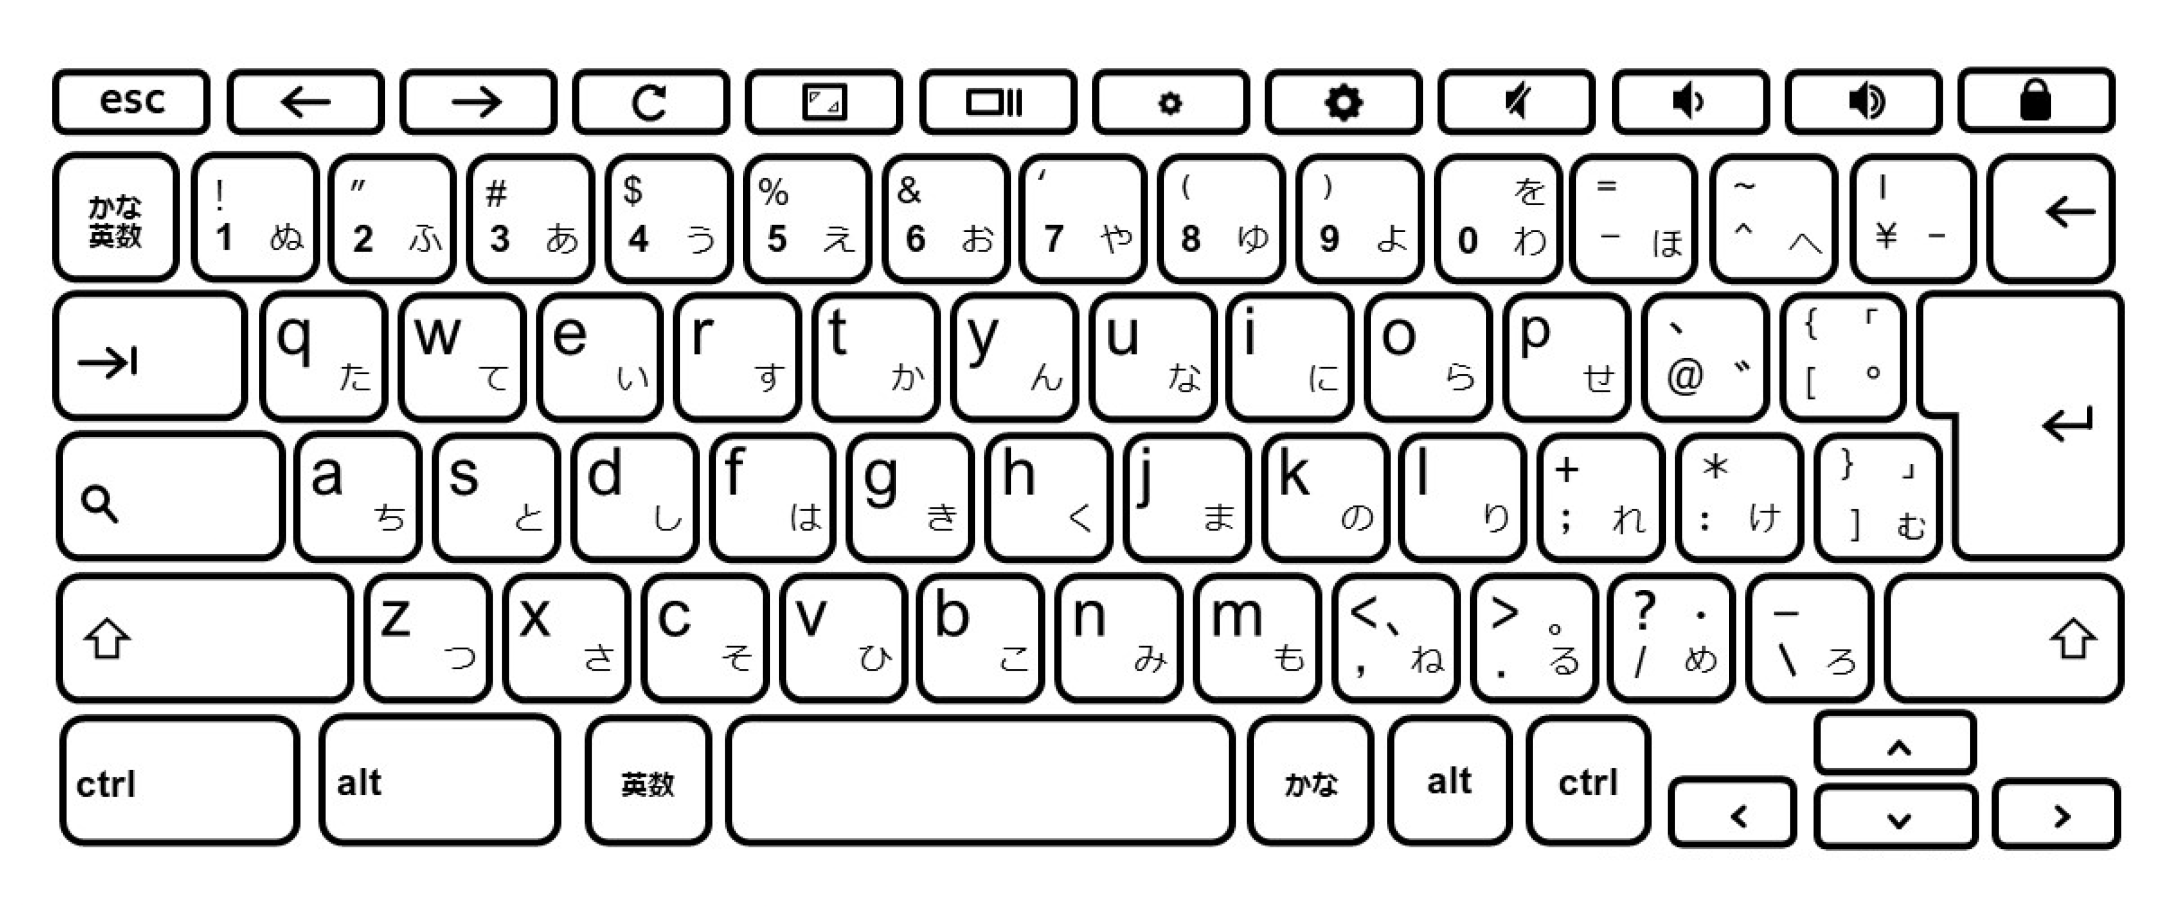 esc
かな 英数 ! 1 ぬ " 2 ふ # 3 あ $ 4 う % 5 え & 6 お ' 7 や ( 8 ゆ ) 9 よ を 0 わ = - ほ ~ ^ へ | ¥ -
q た w て e い r す t か y ん u な i に o ら p せ 、 @ ゛ { 「 [ °
a ち s と d し f は g き h く j ま k の l り + ; れ * : け } 」 ] む
z つ x さ c そ v ひ b こ n み m も < 、 , ね > 。 . る ? ・ / め _ \ ろ
ctrl alt 英数 かな alt ctrl